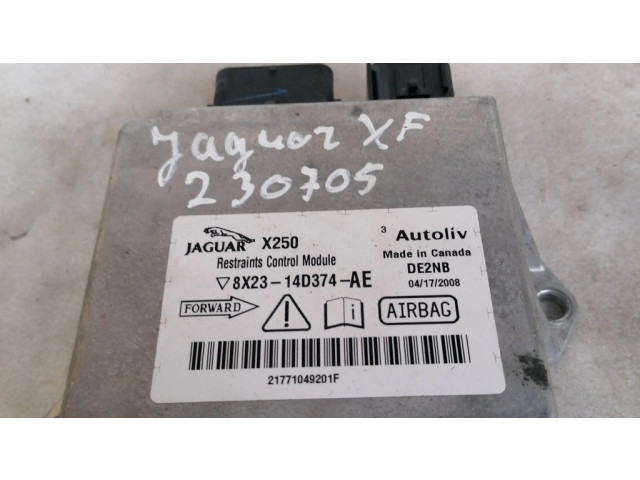 Jaguar XF
230705
JAGUAR X250
Restraints Control Module
▽8X23-14D374-AE
3 Autoliv
Made in Canada
DE2NB
04/17/2008
FORWARD ! i AIRBAG
21771049201F